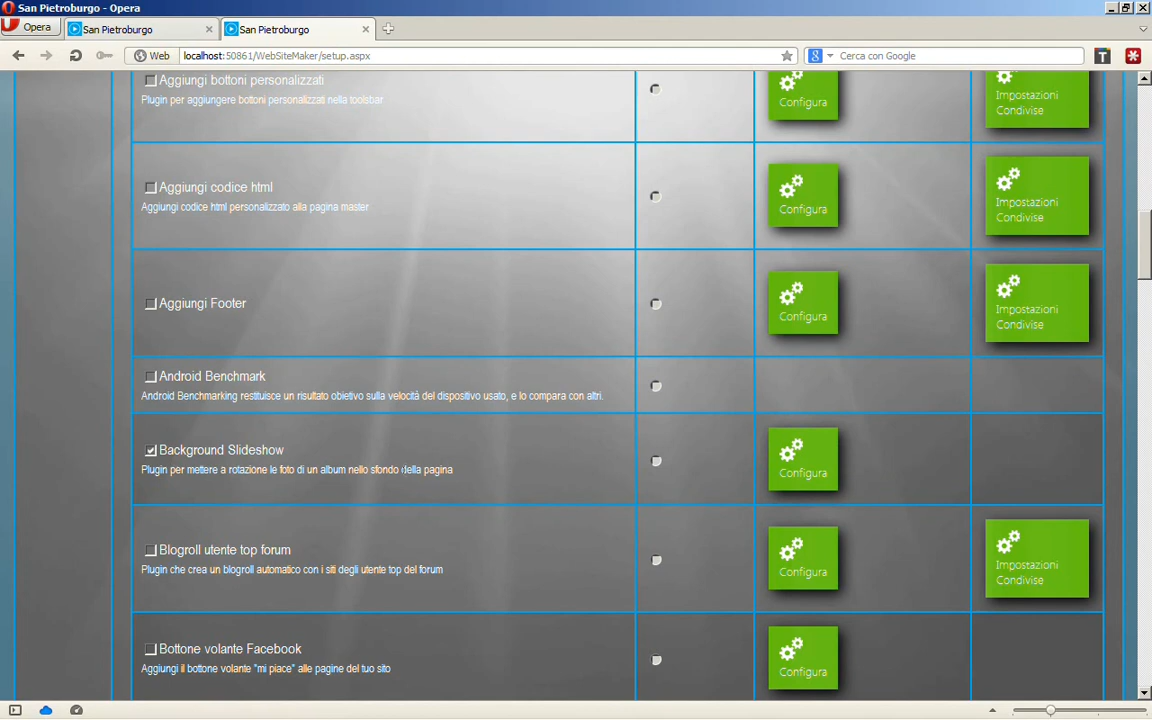 San Pietroburgo - Opera
Opera
San Pietroburgo
San Pietroburgo
Web
localhost:50861/WebSiteMaker/setup.aspx
Cerca con Google
Aggiungi bottoni personalizzati
Plugin per aggiungere bottoni personalizzati nella toolsbar
Configura
Impostazioni
Condivise
Aggiungi codice html
Aggiungi codice html personalizzato alla pagina master
Configura
Impostazioni
Condivise
Aggiungi Footer
Configura
Impostazioni
Condivise
Android Benchmark
Android Benchmarking restituisce un risultato obietivo sulla velocità del dispositivo usato, e lo compara con altri.
Background Slideshow
Plugin per mettere a rotazione le foto di un album nello sfondo della pagina
Configura
Blogroll utente top forum
Plugin che crea un blogroll automatico con i siti degli utente top del forum
Configura
Impostazioni
Condivise
Bottone volante Facebook
Aggiungi il bottone volante "mi piace" alle pagine del tuo sito
Configura